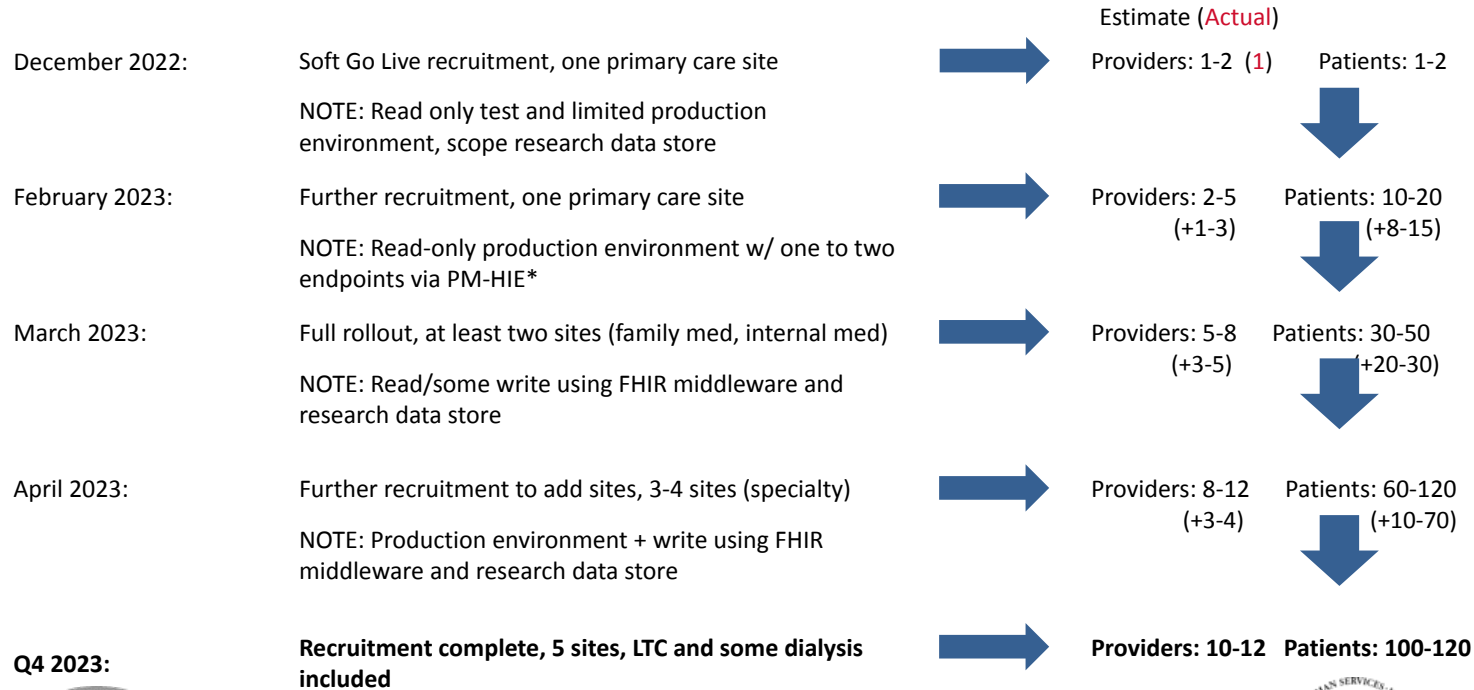 Estimate (Actual)
December 2022: Soft Go Live recruitment, one primary care site Providers: 1-2 (1) Patients: 1-2
NOTE: Read only test and limited production
environment, scope research data store
February 2023: Further recruitment, one primary care site Providers: 2-5 Patients: 10-20
(+1-3) (+8-15)
NOTE: Read-only production environment w/ one to two
endpoints via PM-HIE*
March 2023: Full rollout, at least two sites (family med, internal med) Providers: 5-8 Patients: 30-50
(+3-5) (+20-30)
NOTE: Read/some write using FHIR middleware and
research data store
April 2023: Further recruitment to add sites, 3-4 sites (specialty) Providers: 8-12 Patients: 60-120
(+3-4) (+10-70)
NOTE: Production environment + write using FHIR
middleware and research data store
Q4 2023: Recruitment complete, 5 sites, LTC and some dialysis
included
Providers: 10-12 Patients: 100-120